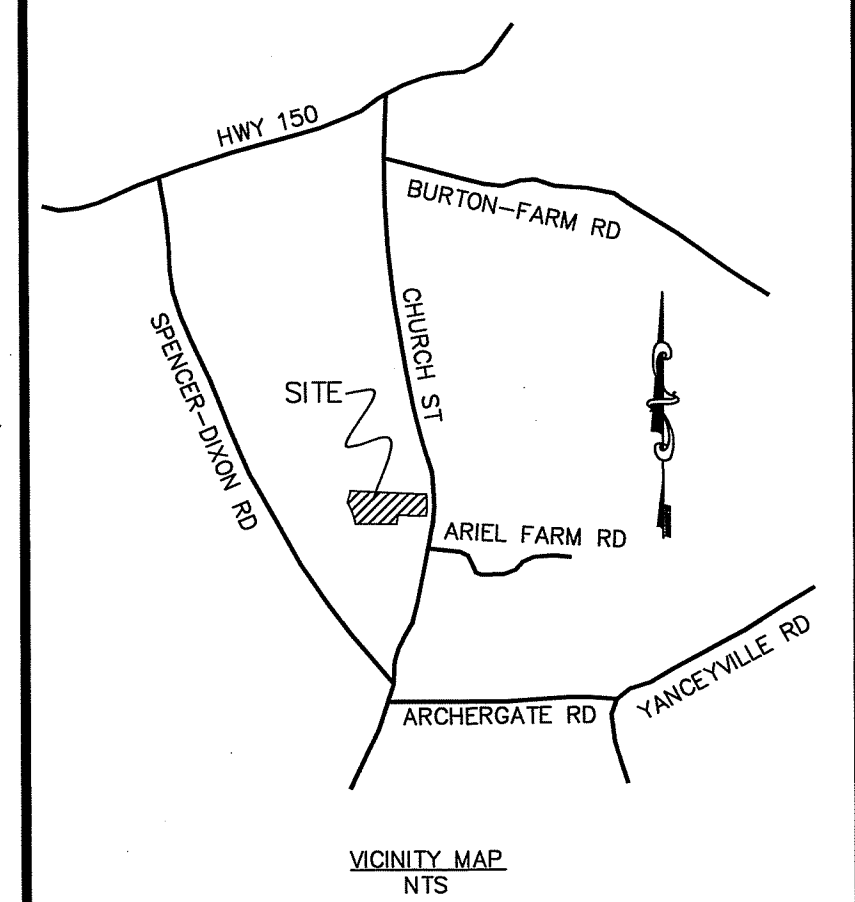 HWY 150
BURTON-FARM RD
CHURCH ST
SPENCER-DIXON RD
SITE
ARIEL FARM RD
YANCEYVILLE RD
ARCHERGATE RD
VICINITY MAP
NTS